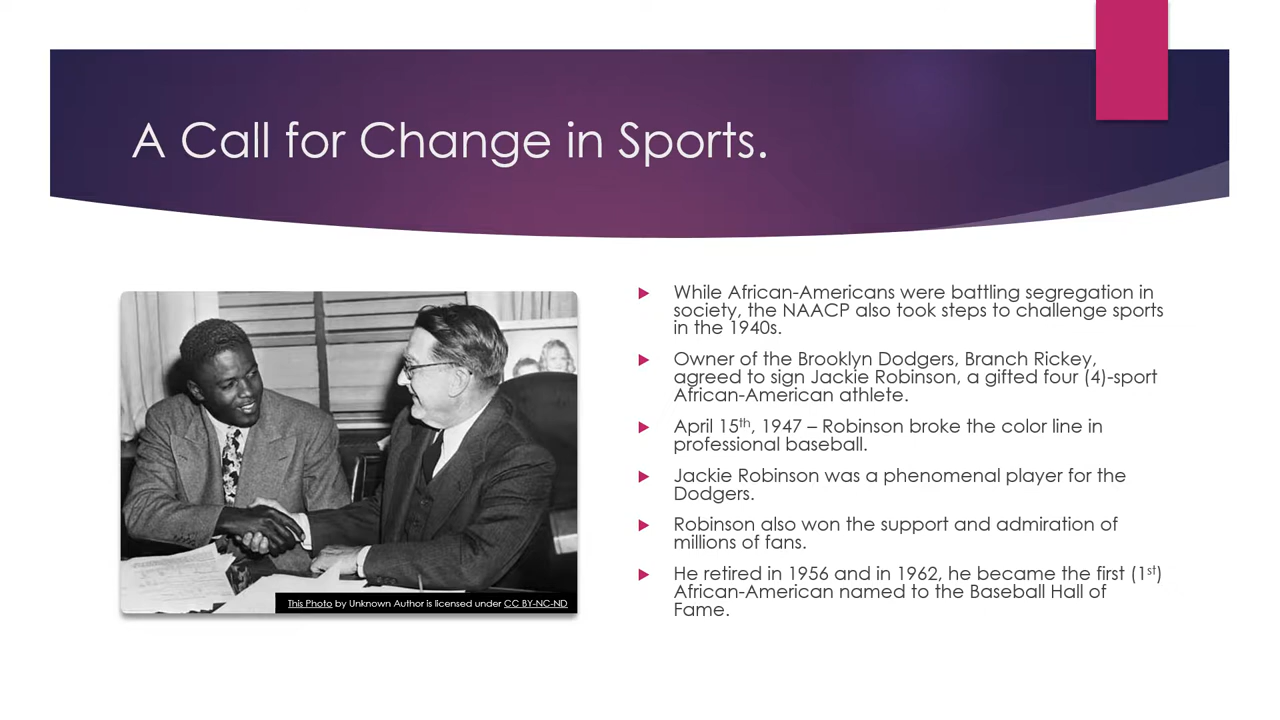 A Call for Change in Sports.
While African-Americans were battling segregation in
society, the NAACP also took steps to challenge sports
in the 1940s.
Owner of the Brooklyn Dodgers, Branch Rickey,
agreed to sign Jackie Robinson, a gifted four (4)-sport
African-American athlete.
April 15th, 1947 – Robinson broke the color line in
professional baseball.
Jackie Robinson was a phenomenal player for the
Dodgers.
Robinson also won the support and admiration of
millions of fans.
He retired in 1956 and in 1962, he became the first (1st)
African-American named to the Baseball Hall of
Fame.
This Photo by Unknown Author is licensed under CC BY-NC-ND